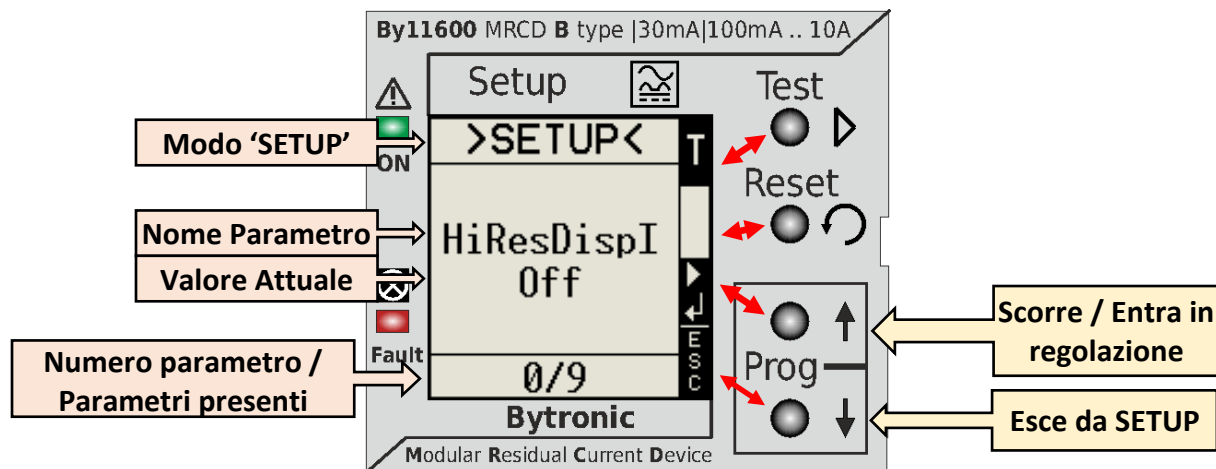 By11600 MRCD B type |30mA|100mA .. 10A
Setup
Test
Modo ‘SETUP’
>SETUP<
T
ON
Reset
Nome Parametro
HiResDispI
Valore Attuale
Off
Scorre / Entra in
regolazione
Numero parametro /
Parametri presenti
Fault
0/9
ESC
Prog
Esce da SETUP
Bytronic
Modular Residual Current Device